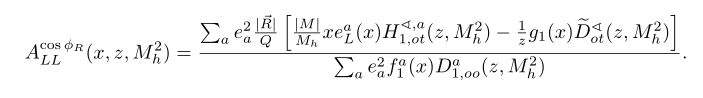 $$A_{LL}^{\cos\phi_R}(x,z,M_h^2) = \frac{\sum_a e_a^2 \frac{|\vec{R}|}{Q} \left[ \frac{|M|}{M_h} x e_L^a(x) H_{1,ot}^{\sphericalangle,a}(z,M_h^2) - \frac{1}{z} g_1(x) \widetilde{D}_{ot}^{\sphericalangle}(z,M_h^2) \right]}{\sum_a e_a^2 f_1^a(x) D_{1,oo}^a(z,M_h^2)}.$$